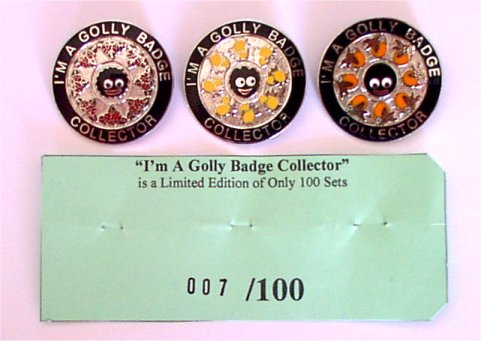 I'M A GOLLY BADGE
COLLECTOR
I'M A GOLLY BADGE
COLLECTOR
I'M A GOLLY BADGE
COLLECTOR
“I’m A Golly Badge Collector”
is a Limited Edition of Only 100 Sets
007 /100